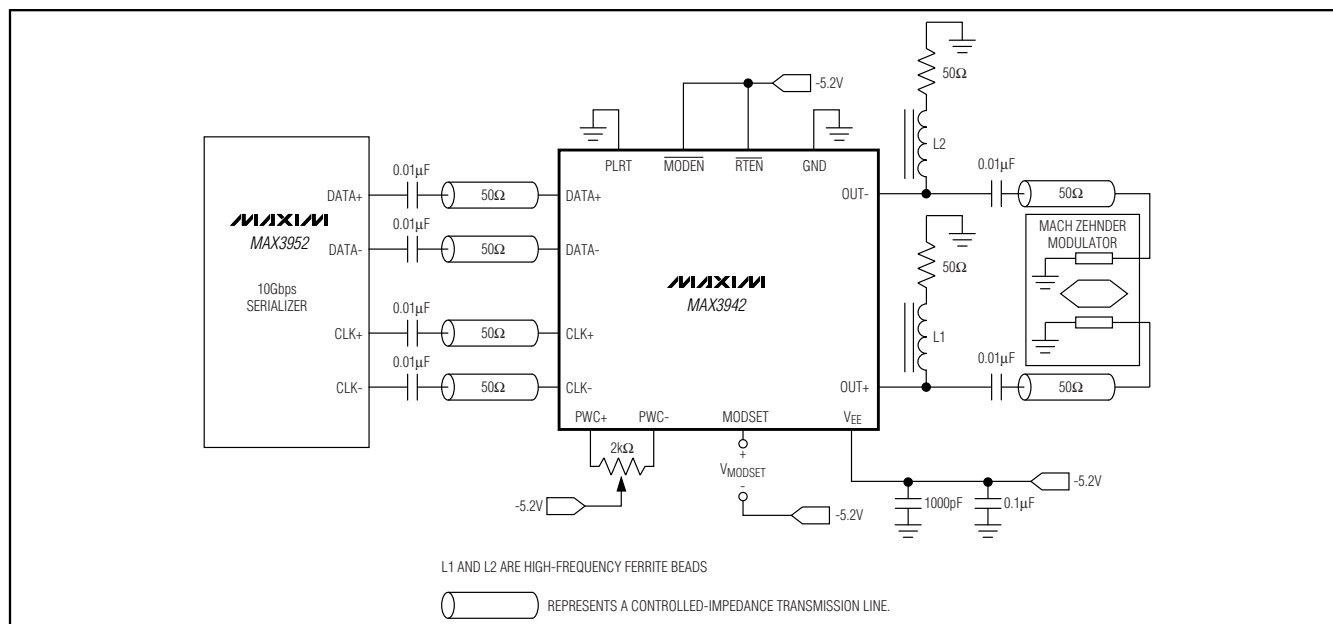 -5.2V
50Ω
L2
PLRT
MODEN
RTEN
GND
0.01µF
DATA+
50Ω
DATA+
OUT-
0.01µF
50Ω
MAXIM
MAX3952
0.01µF
DATA-
50Ω
DATA-
50Ω
MACH ZEHNDER
MODULATOR
MAXIM
MAX3942
10Gbps
SERIALIZER
0.01µF
CLK+
50Ω
CLK+
L1
0.01µF
CLK-
50Ω
CLK-
OUT+
0.01µF
50Ω
PWC+
PWC-
MODSET
VEE
2kΩ
+
VMODSET
-
-5.2V
-5.2V
1000pF
0.1µF
-5.2V
L1 AND L2 ARE HIGH-FREQUENCY FERRITE BEADS
REPRESENTS A CONTROLLED-IMPEDANCE TRANSMISSION LINE.